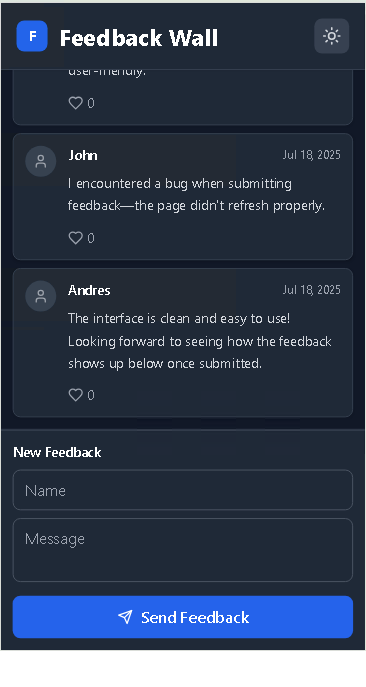 F
Feedback Wall
user-friendly.
0
John
Jul 18, 2025
I encountered a bug when submitting
feedback—the page didn't refresh properly.
0
Andres
Jul 18, 2025
The interface is clean and easy to use!
Looking forward to seeing how the feedback
shows up below once submitted.
0
New Feedback
Name
Message
Send Feedback